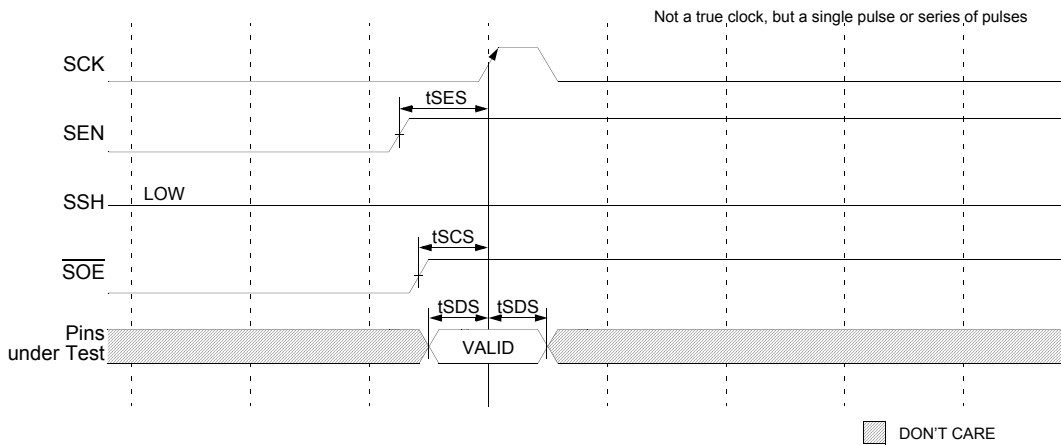 Not a true clock, but a single pulse or series of pulses
SCK
tSES
SEN
SSH
LOW
tSCS
SOE
tSDS
tSDS
Pins
under Test
VALID
DON'T CARE